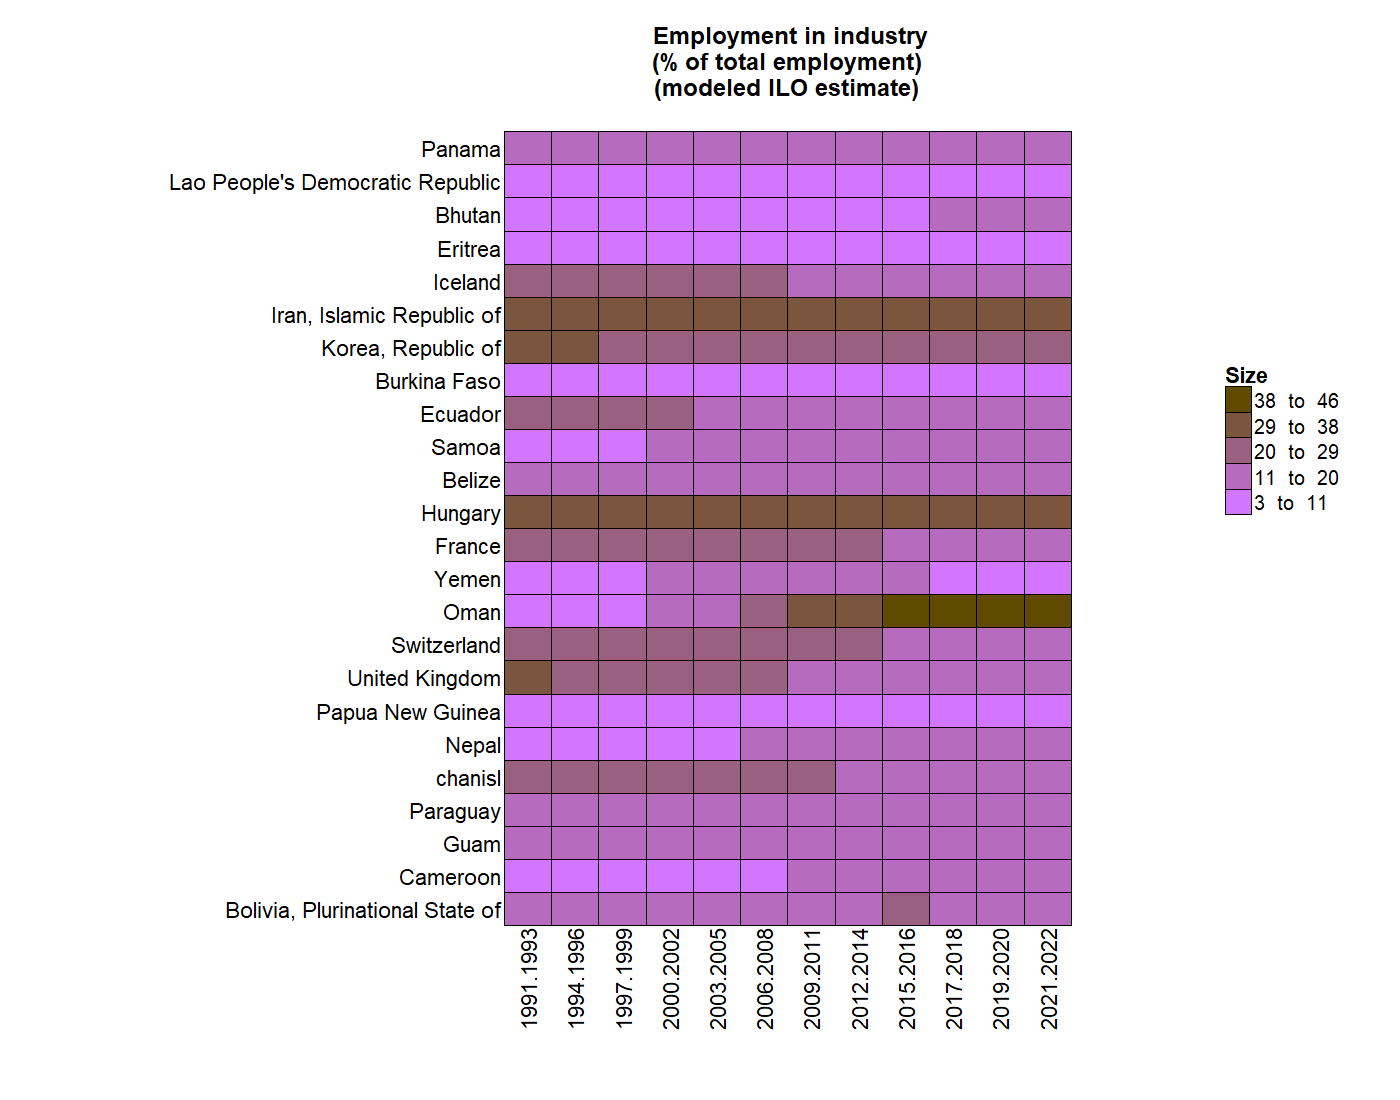 Employment in industry
(% of total employment)
(modeled ILO estimate)
Panama
Lao People's Democratic Republic
Bhutan
Eritrea
Iceland
Iran, Islamic Republic of
Korea, Republic of
Burkina Faso
Ecuador
Samoa
Belize
Hungary
France
Yemen
Oman
Switzerland
United Kingdom
Papua New Guinea
Nepal
chanisl
Paraguay
Guam
Cameroon
Bolivia, Plurinational State of
1991.1993
1994.1996
1997.1999
2000.2002
2003.2005
2006.2008
2009.2011
2012.2014
2015.2016
2017.2018
2019.2020
2021.2022
Size
38 to 46
29 to 38
20 to 29
11 to 20
3 to 11